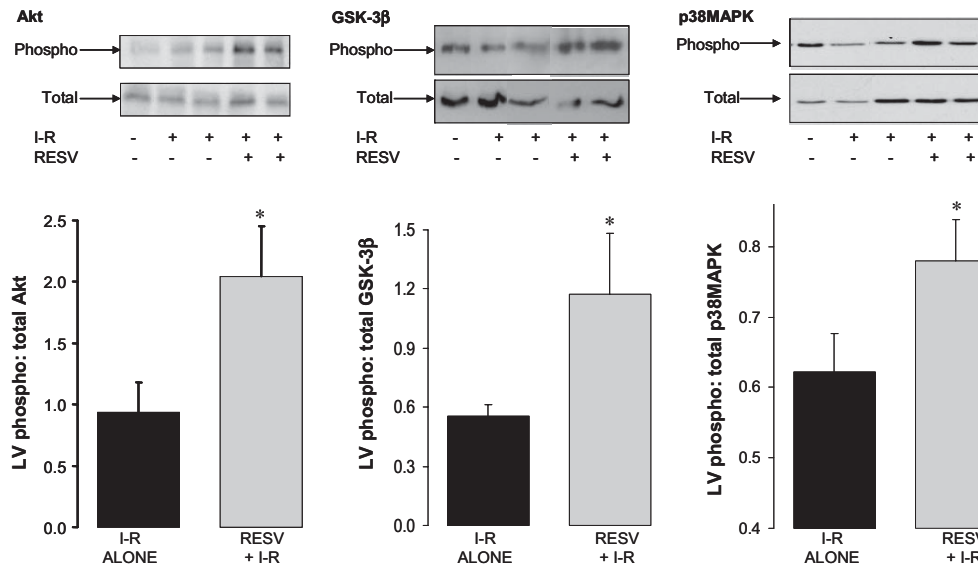 Akt
Phospho
Total
I-R - + + + +
RESV - - - + +
GSK-3β
Phospho
Total
I-R - + + + +
RESV - - - + +
p38MAPK
Phospho
Total
I-R - + + + +
RESV - - - + +
LV phospho: total Akt
2.5
2.0
1.5
1.0
0.5
0.0
*
I-R
ALONE
RESV
+ I-R
LV phospho: total GSK-3β
1.5
1.2
0.9
0.6
0.3
0.0
*
I-R
ALONE
RESV
+ I-R
LV phospho: total p38MAPK
0.8
0.7
0.6
0.5
0.4
*
I-R
ALONE
RESV
+ I-R